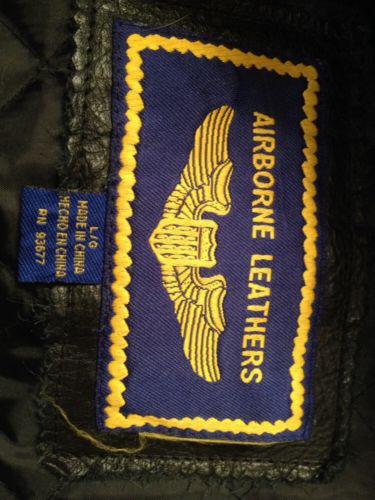 AIRBORNE LEATHERS
L/G
MADE IN CHINA
HECHO EN CHINA
RN 93677